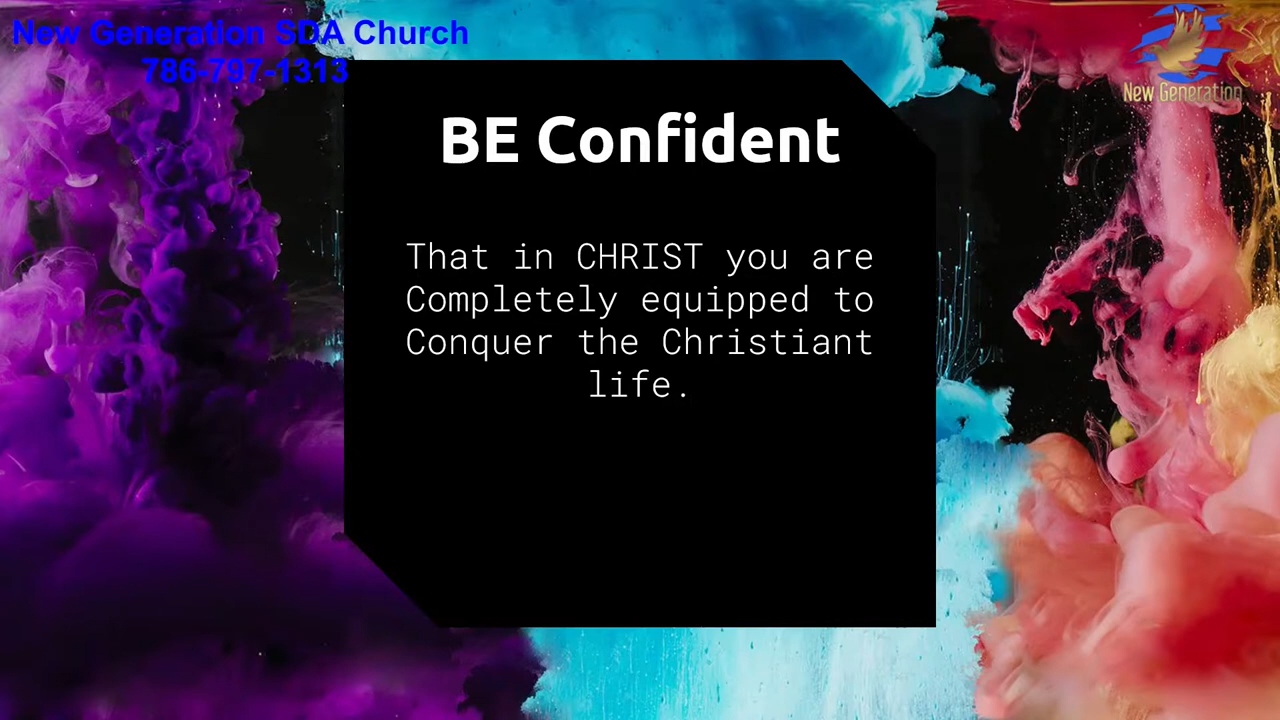 New Generation SDA Church
786-797-1313
New Generation
BE Confident
That in CHRIST you are
Completely equipped to
Conquer the Christiant
life.